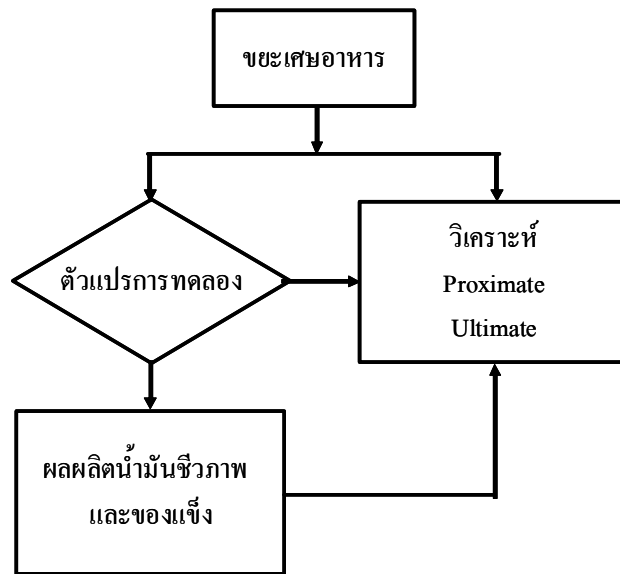 ขยะเศษอาหาร
ตัวแปรการทดลอง
วิเคราะห์
Proximate
Ultimate
ผลผลิตน้ำมันชีวภาพ
และของแข็ง